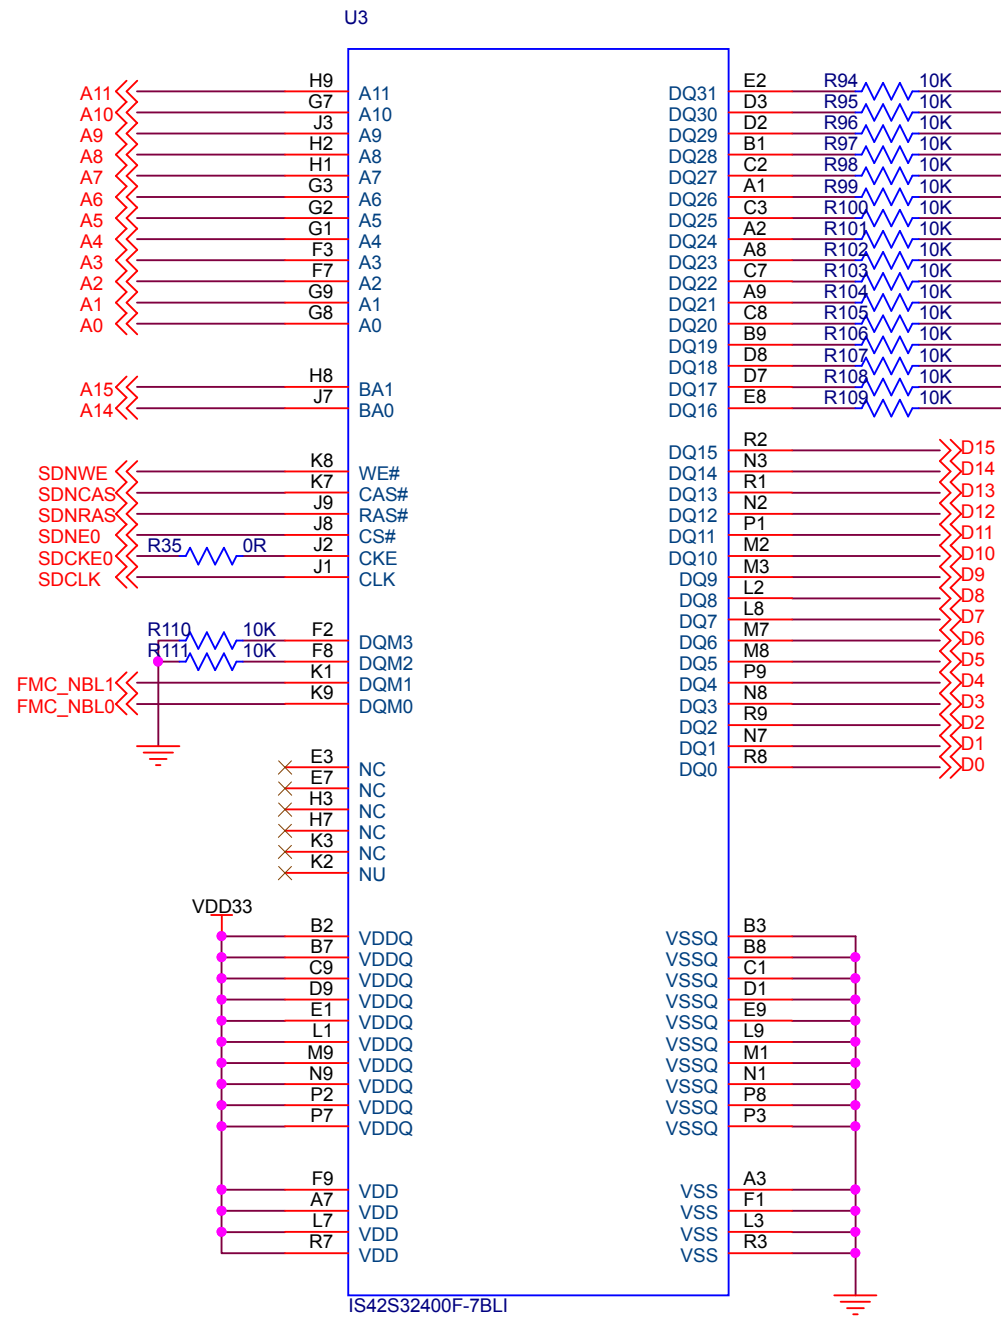 U3
A11 H9 A11 DQ31 E2 R94 10K
A10 G7 A10 DQ30 D3 R95 10K
A9 J3 A9 DQ29 D2 R96 10K
A8 H2 A8 DQ28 B1 R97 10K
A7 H1 A7 DQ27 C2 R98 10K
A6 G3 A6 DQ26 A1 R99 10K
A5 G2 A5 DQ25 C3 R100 10K
A4 G1 A4 DQ24 A2 R101 10K
A3 F3 A3 DQ23 A8 R102 10K
A2 F7 A2 DQ22 C7 R103 10K
A1 G9 A1 DQ21 A9 R104 10K
A0 G8 A0 DQ20 C8 R105 10K
DQ19 B9 R106 10K
DQ18 D8 R107 10K
A15 H8 BA1 DQ17 D7 R108 10K
A14 J7 BA0 DQ16 E8 R109 10K
DQ15 R2 D15
SDNWE K8 WE# DQ14 N3 D14
SDNCAS K7 CAS# DQ13 R1 D13
SDNRAS J9 RAS# DQ12 N2 D12
SDNE0 J8 CS# DQ11 P1 D11
SDCKE0 R35 0R J2 CKE DQ10 M2 D10
SDCLK J1 CLK DQ9 M3 D9
DQ8 L2 D8
DQ7 L8 D7
R110 10K F2 DQM3 DQ6 M7 D6
R111 10K F8 DQM2 DQ5 M8 D5
FMC_NBL1 K1 DQM1 DQ4 P9 D4
FMC_NBL0 K9 DQM0 DQ3 N8 D3
DQ2 R9 D2
DQ1 N7 D1
E3 NC DQ0 R8 D0
E7 NC
H3 NC
H7 NC
K3 NC
K2 NU
VDD33
B2 VDDQ VSSQ B3
B7 VDDQ VSSQ B8
C9 VDDQ VSSQ C1
D9 VDDQ VSSQ D1
E1 VDDQ VSSQ E9
L1 VDDQ VSSQ L9
M9 VDDQ VSSQ M1
N9 VDDQ VSSQ N1
P2 VDDQ VSSQ P8
P7 VDDQ VSSQ P3
F9 VDD VSS A3
A7 VDD VSS F1
L7 VDD VSS L3
R7 VDD VSS R3
IS42S32400F-7BLI